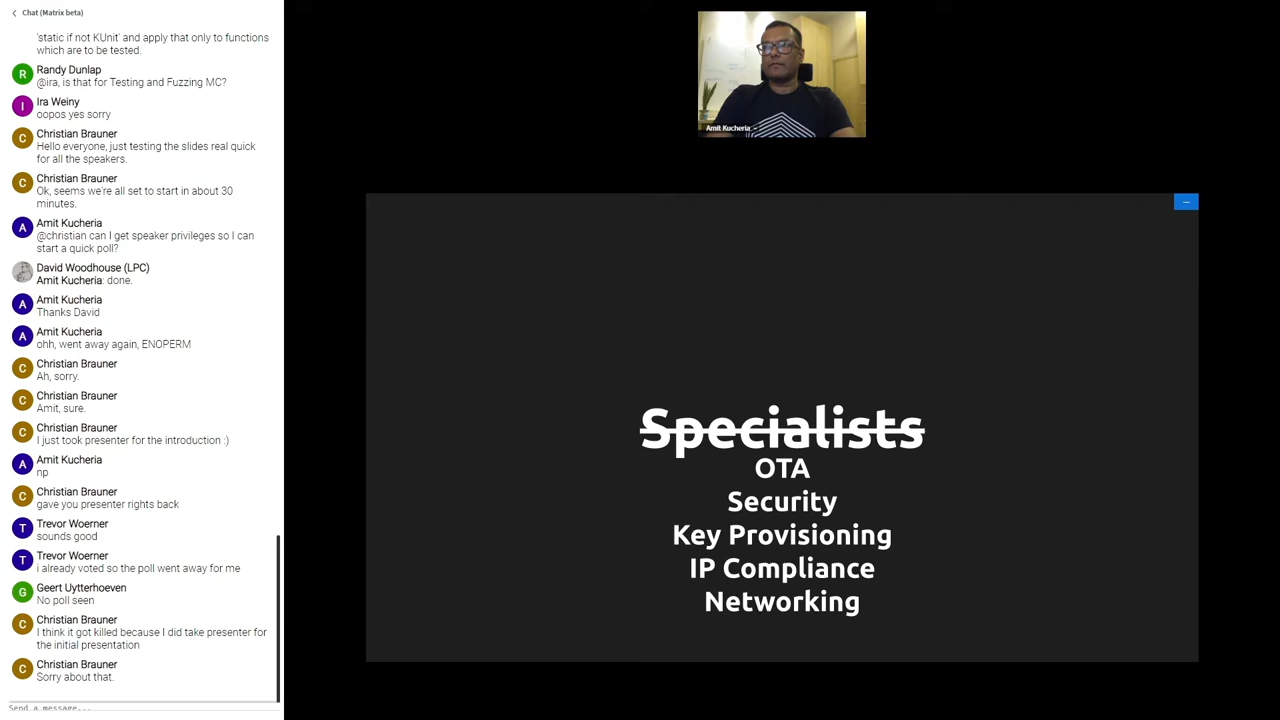 Chat (Matrix beta)
'static if not KUnit' and apply that only to functions
which are to be tested.
R
Randy Dunlap
@ira, is that for Testing and Fuzzing MC?
I
Ira Weiny
oopos yes sorry
C
Christian Brauner
Hello everyone, just testing the slides real quick
for all the speakers.
C
Christian Brauner
Ok, seems we're all set to start in about 30
minutes.
A
Amit Kucheria
@christian can I get speaker privileges so I can
start a quick poll?
David Woodhouse (LPC)
Amit Kucheria: done.
A
Amit Kucheria
Thanks David
A
Amit Kucheria
ohh, went away again, ENOPERM
C
Christian Brauner
Ah, sorry.
C
Christian Brauner
Amit, sure.
C
Christian Brauner
I just took presenter for the introduction :)
A
Amit Kucheria
np
C
Christian Brauner
gave you presenter rights back
T
Trevor Woerner
sounds good
T
Trevor Woerner
i already voted so the poll went away for me
G
Geert Uytterhoeven
No poll seen
C
Christian Brauner
I think it got killed because I did take presenter for
the initial presentation
C
Christian Brauner
Sorry about that.
Send a message...
Amit Kucheria
Specialists
OTA
Security
Key Provisioning
IP Compliance
Networking